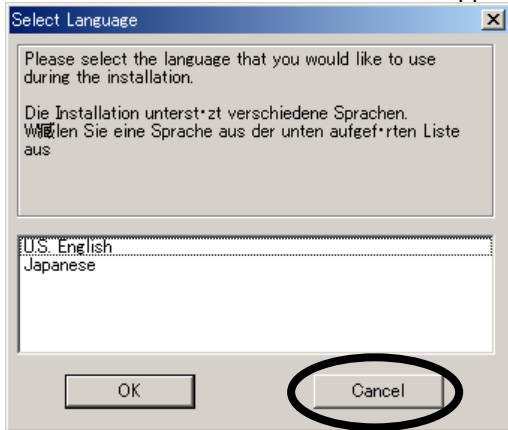 Select Language
Please select the language that you would like to use
during the installation.
Die Installation unterst･zt verschiedene Sprachen.
Sie eine Sprache aus der unten aufgef･rten Liste
aus
U.S. English
Japanese
OK
Cancel